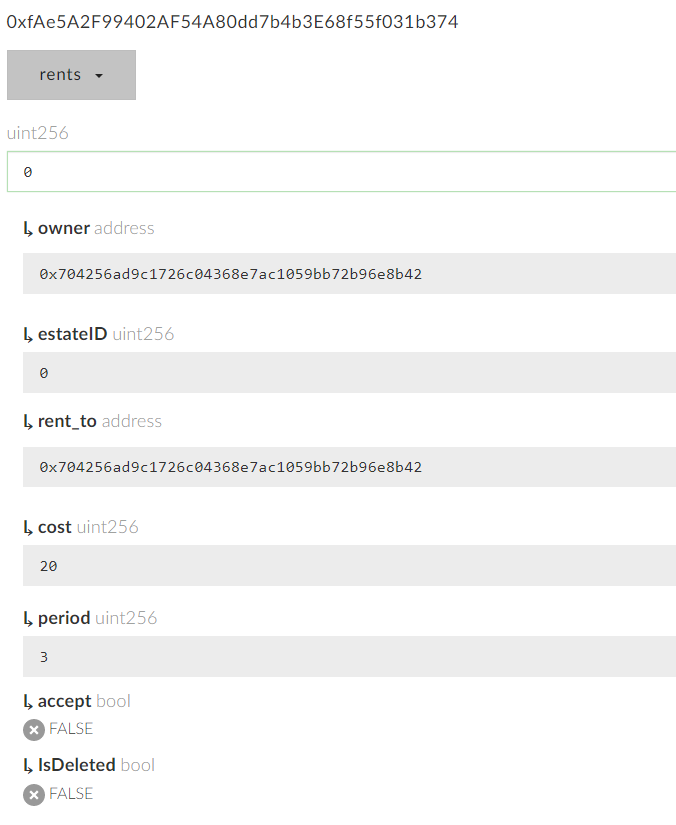 0xfAe5A2F99402AF54A80dd7b4b3E68f55f031b374
rents
uint256
0
owner address
0x704256ad9c1726c04368e7ac1059bb72b96e8b42
estateID uint256
0
rent_to address
0x704256ad9c1726c04368e7ac1059bb72b96e8b42
cost uint256
20
period uint256
3
accept bool
FALSE
IsDeleted bool
FALSE